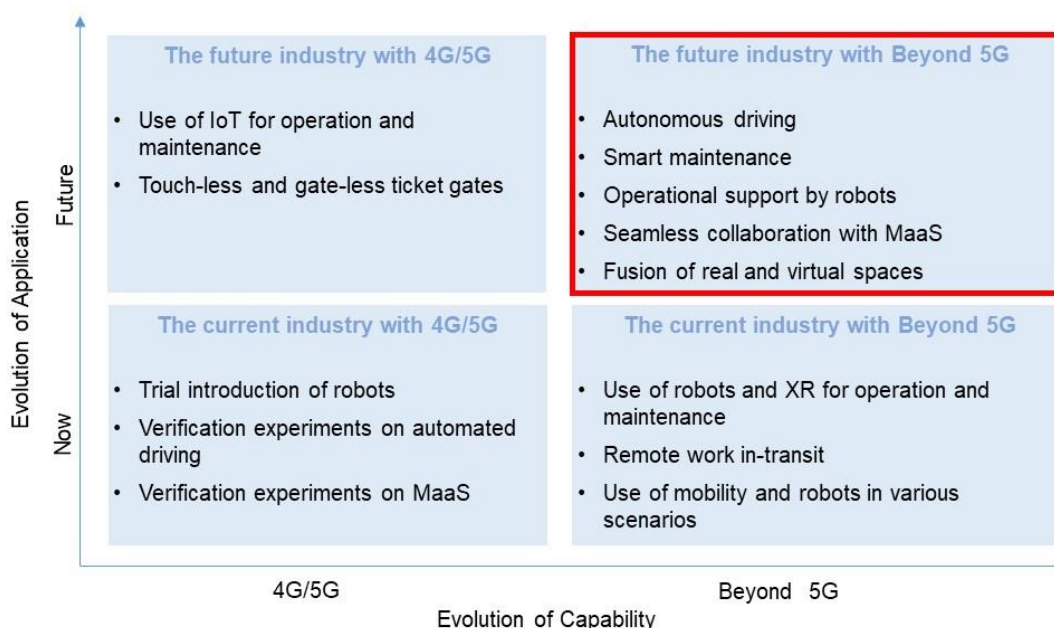 Evolution of Application
Future
Now
The future industry with 4G/5G
• Use of IoT for operation and
maintenance
• Touch-less and gate-less ticket gates
The future industry with Beyond 5G
• Autonomous driving
• Smart maintenance
• Operational support by robots
• Seamless collaboration with MaaS
• Fusion of real and virtual spaces
The current industry with 4G/5G
• Trial introduction of robots
• Verification experiments on automated
driving
• Verification experiments on MaaS
The current industry with Beyond 5G
• Use of robots and XR for operation and
maintenance
• Remote work in-transit
• Use of mobility and robots in various
scenarios
4G/5G
Beyond 5G
Evolution of Capability